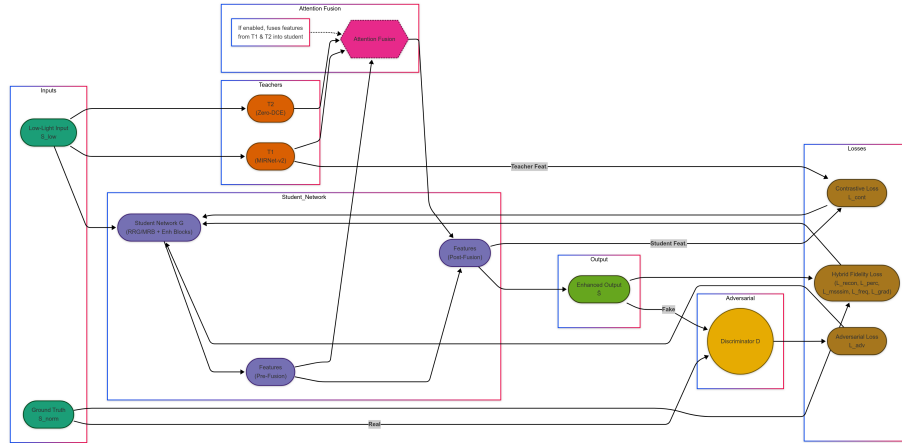 Attention Fusion
If enabled, fuses features
from T1 & T2 into student
Attention Fusion
Inputs
Low-Light Input
S_low
Teachers
T2
(Zero-DCE)
T1
(MIRNet-v2)
Teacher Feat.
Losses
Contrastive Loss
L_cont
Student_Network
Student Network G
(RRG/MRB + Enh Blocks)
Features
(Post-Fusion)
Student Feat.
Output
Enhanced Output
Ŝ
Hybrid Fidelity Loss
(L_recon, L_perc,
L_msssim, L_freq, L_grad)
Fake
Adversarial
Discriminator D
Adversarial Loss
L_adv
Features
(Pre-Fusion)
Ground Truth
S_norm
Real